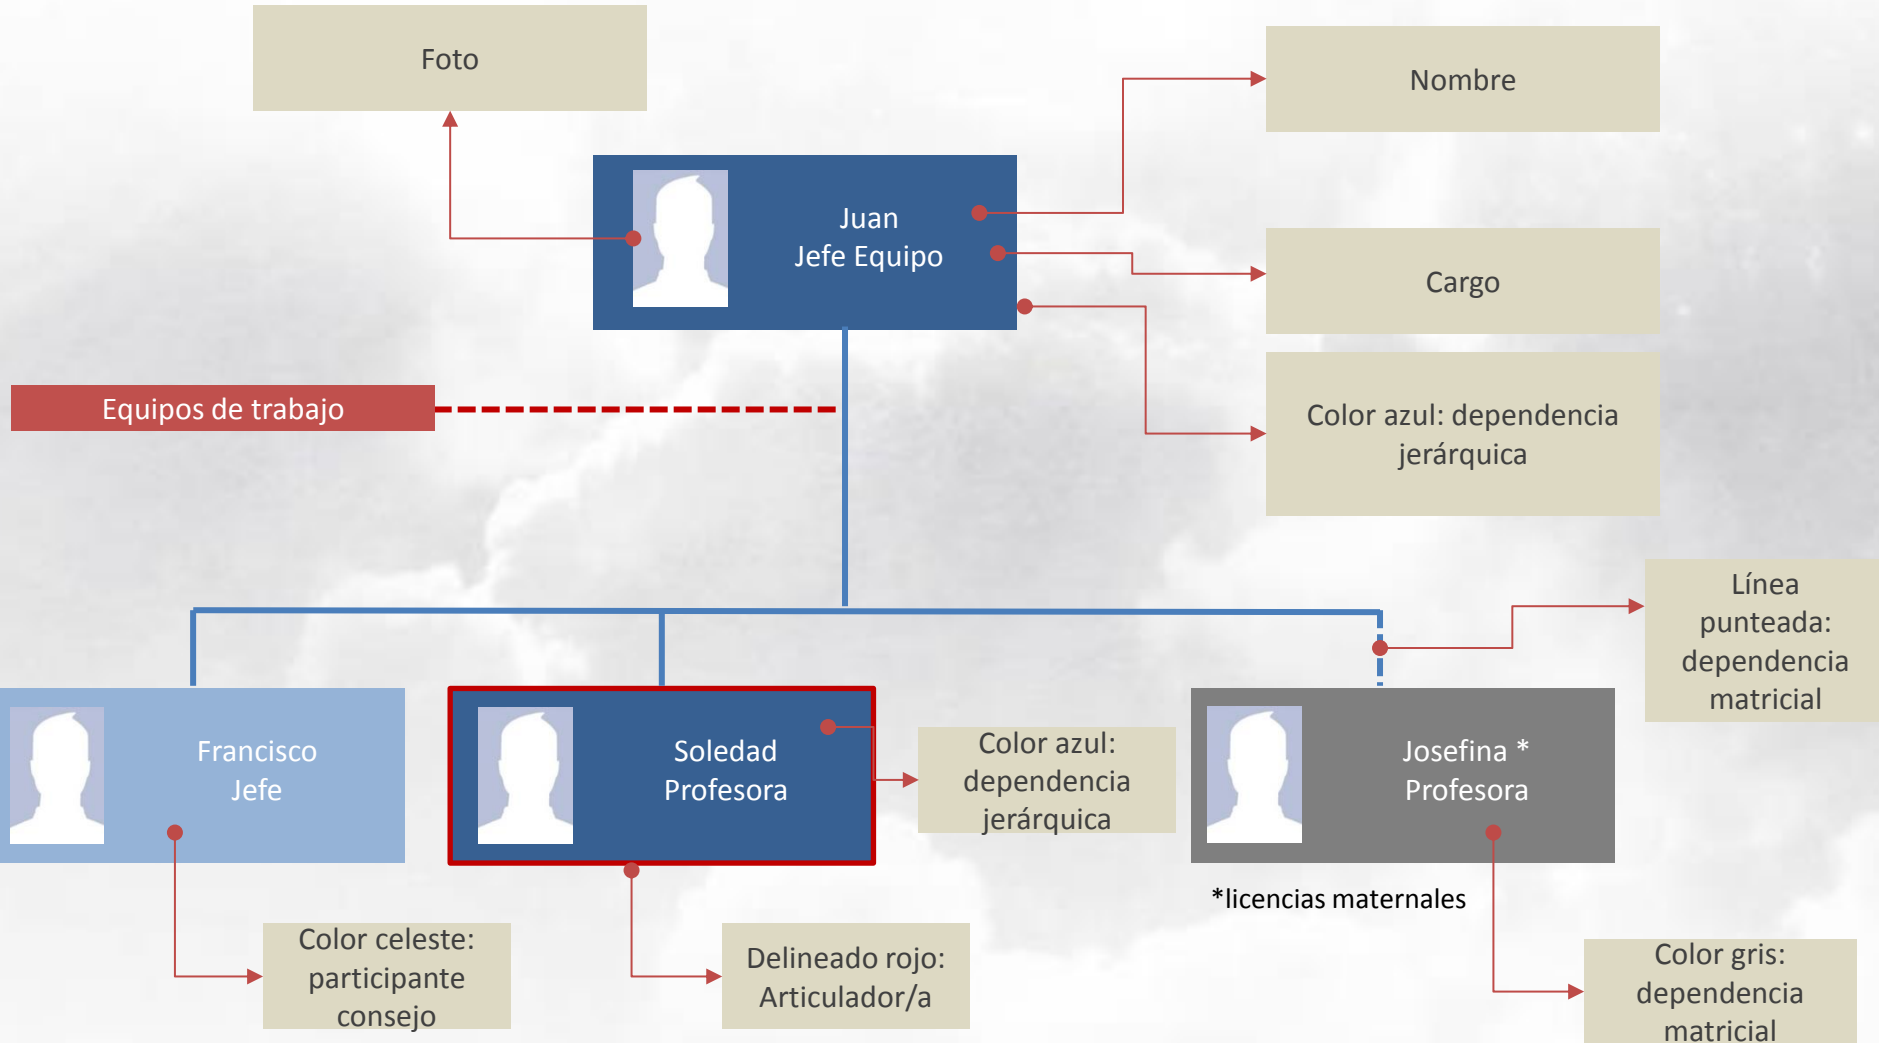 Foto
Nombre
Juan
Jefe Equipo
Cargo
Equipos de trabajo
Color azul: dependencia
jerárquica
Línea
punteada:
dependencia
matricial
Francisco
Jefe
Soledad
Profesora
Color azul:
dependencia
jerárquica
Josefina *
Profesora
*licencias maternales
Color celeste:
participante
consejo
Delineado rojo:
Articulador/a
Color gris:
dependencia
matricial